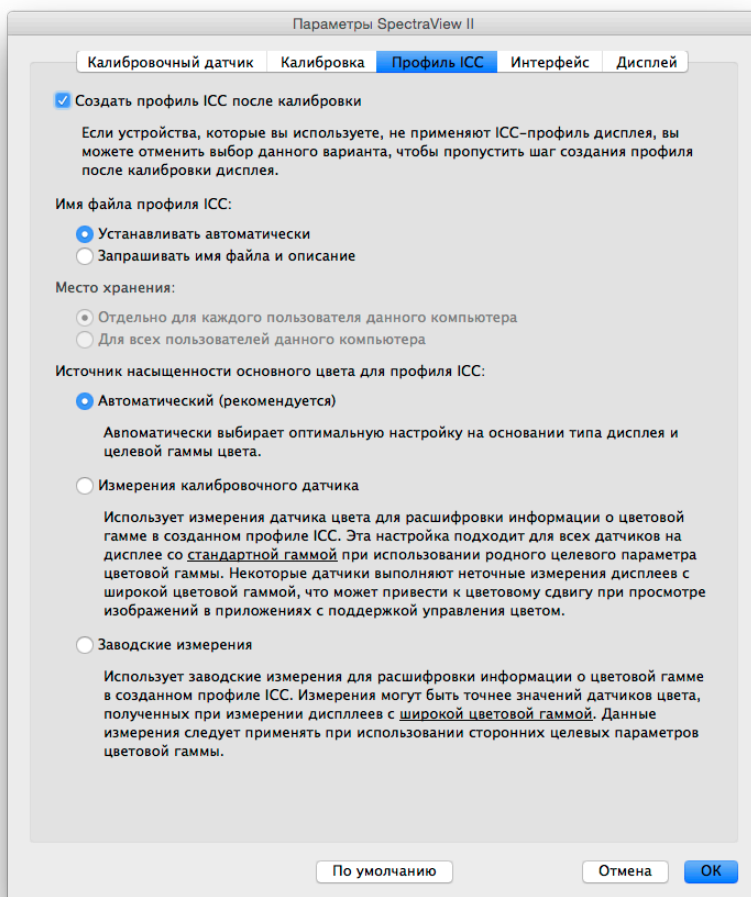 Параметры SpectraView II
Калибровочный датчик Калибровка Профиль ICC Интерфейс Дисплей
Создать профиль ICC после калибровки
Если устройства, которые вы используете, не применяют ICC-профиль дисплея, вы
можете отменить выбор данного варианта, чтобы пропустить шаг создания профиля
после калибровки дисплея.
Имя файла профиля ICC:
Устанавливать автоматически
Запрашивать имя файла и описание
Место хранения:
Отдельно для каждого пользователя данного компьютера
Для всех пользователей данного компьютера
Источник насыщенности основного цвета для профиля ICC:
Автоматический (рекомендуется)
Авпоматически выбирает оптимальную настройку на основании типа дисплея и
целевой гаммы цвета.
Измерения калибровочного датчика
Использует измерения датчика цвета для расшифровки информации о цветовой
гамме в созданном профиле ICC. Эта настройка подходит для всех датчиков на
дисплее со стандартной гаммой при использовании родного целевого параметра
цветовой гаммы. Некоторые датчики выполняют неточные измерения дисплеев с
широкой цветовой гаммой, что может привести к цветовому сдвигу при просмотре
изображений в приложениях с поддержкой управления цветом.
Заводские измерения
Использует заводские измерения для расшифровки информации о цветовой гамме
в созданном профиле ICC. Измерения могут быть точнее значений датчиков цвета,
полученных при измерении диспллеев с широкой цветовой гаммой. Данные
измерения следует применять при использовании сторонних целевых параметров
цветовой гаммы.
По умолчанию Отмена OK